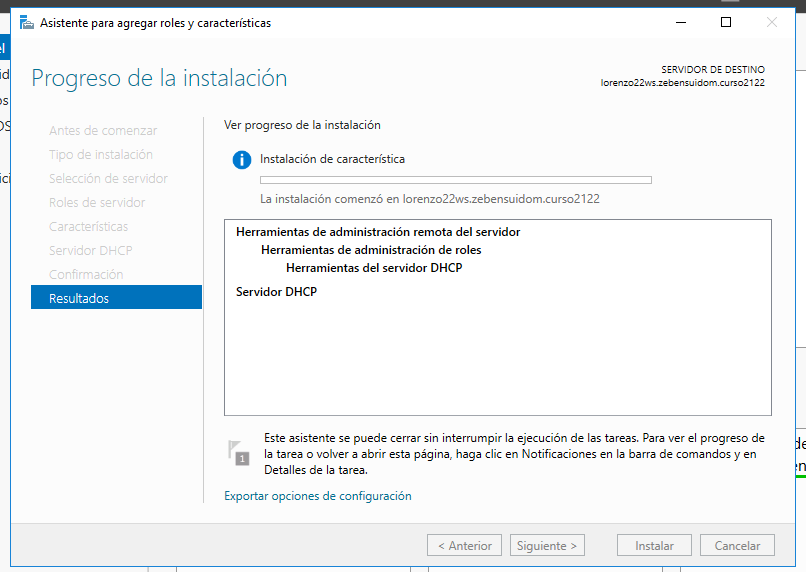 Asistente para agregar roles y características
Progreso de la instalación
SERVIDOR DE DESTINO
lorenzo22ws.zebensuidom.curso2122
Antes de comenzar
Tipo de instalación
Selección de servidor
Roles de servidor
Características
Servidor DHCP
Confirmación
Resultados
Ver progreso de la instalación
Instalación de característica
La instalación comenzó en lorenzo22ws.zebensuidom.curso2122
Herramientas de administración remota del servidor
Herramientas de administración de roles
Herramientas del servidor DHCP
Servidor DHCP
1
Este asistente se puede cerrar sin interrumpir la ejecución de las tareas. Para ver el progreso de
la tarea o volver a abrir esta página, haga clic en Notificaciones en la barra de comandos y en
Detalles de la tarea.
Exportar opciones de configuración
< Anterior
Siguiente >
Instalar
Cancelar